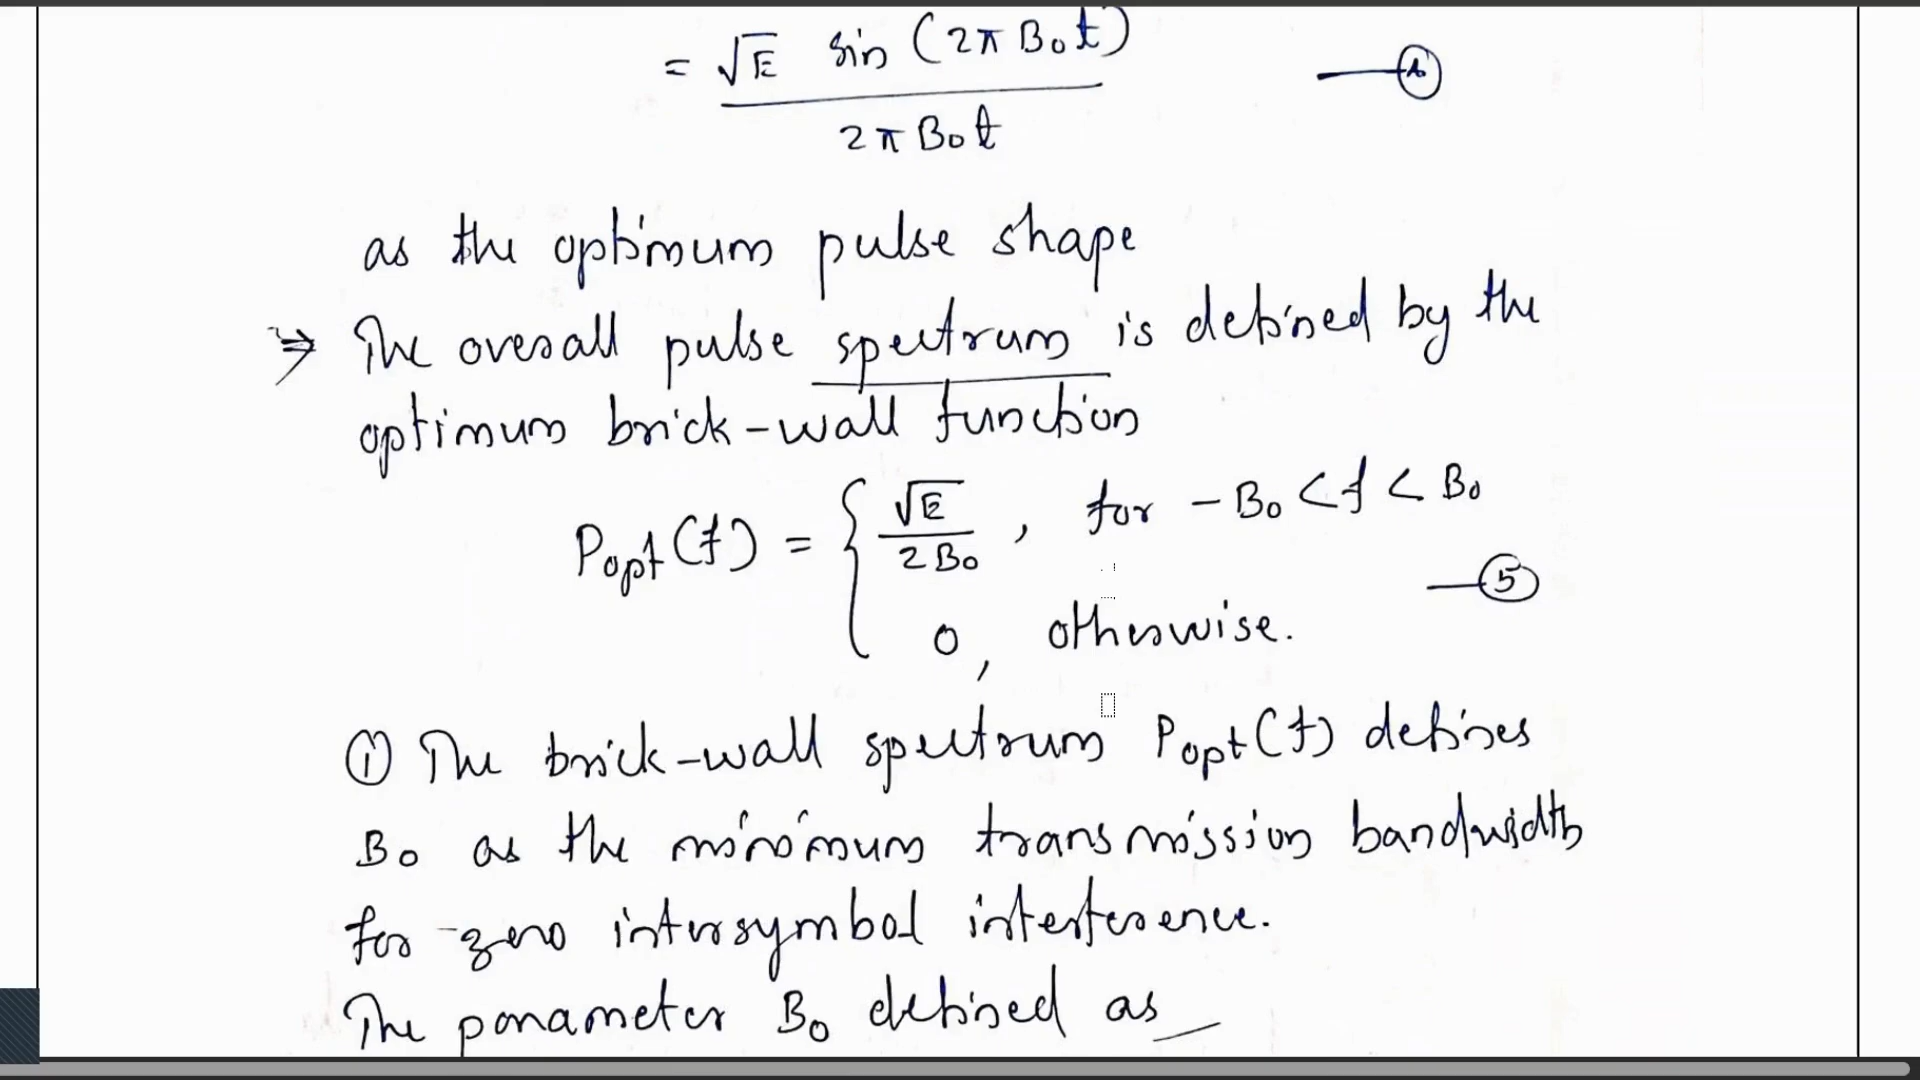 = √E sin (2π B₀t) / 2π B₀t —④
as the optimum pulse shape
⇒ The overall pulse spectrum is defined by the
optimum brick-wall function
Popt(f) = { √E / 2B₀ , for -B₀ < f < B₀
0, otherwise. —⑤
① The brick-wall spectrum Popt(f) defines
B₀ as the minimum transmission bandwidth
for zero intersymbol interference.
The parameter B₀ defined as